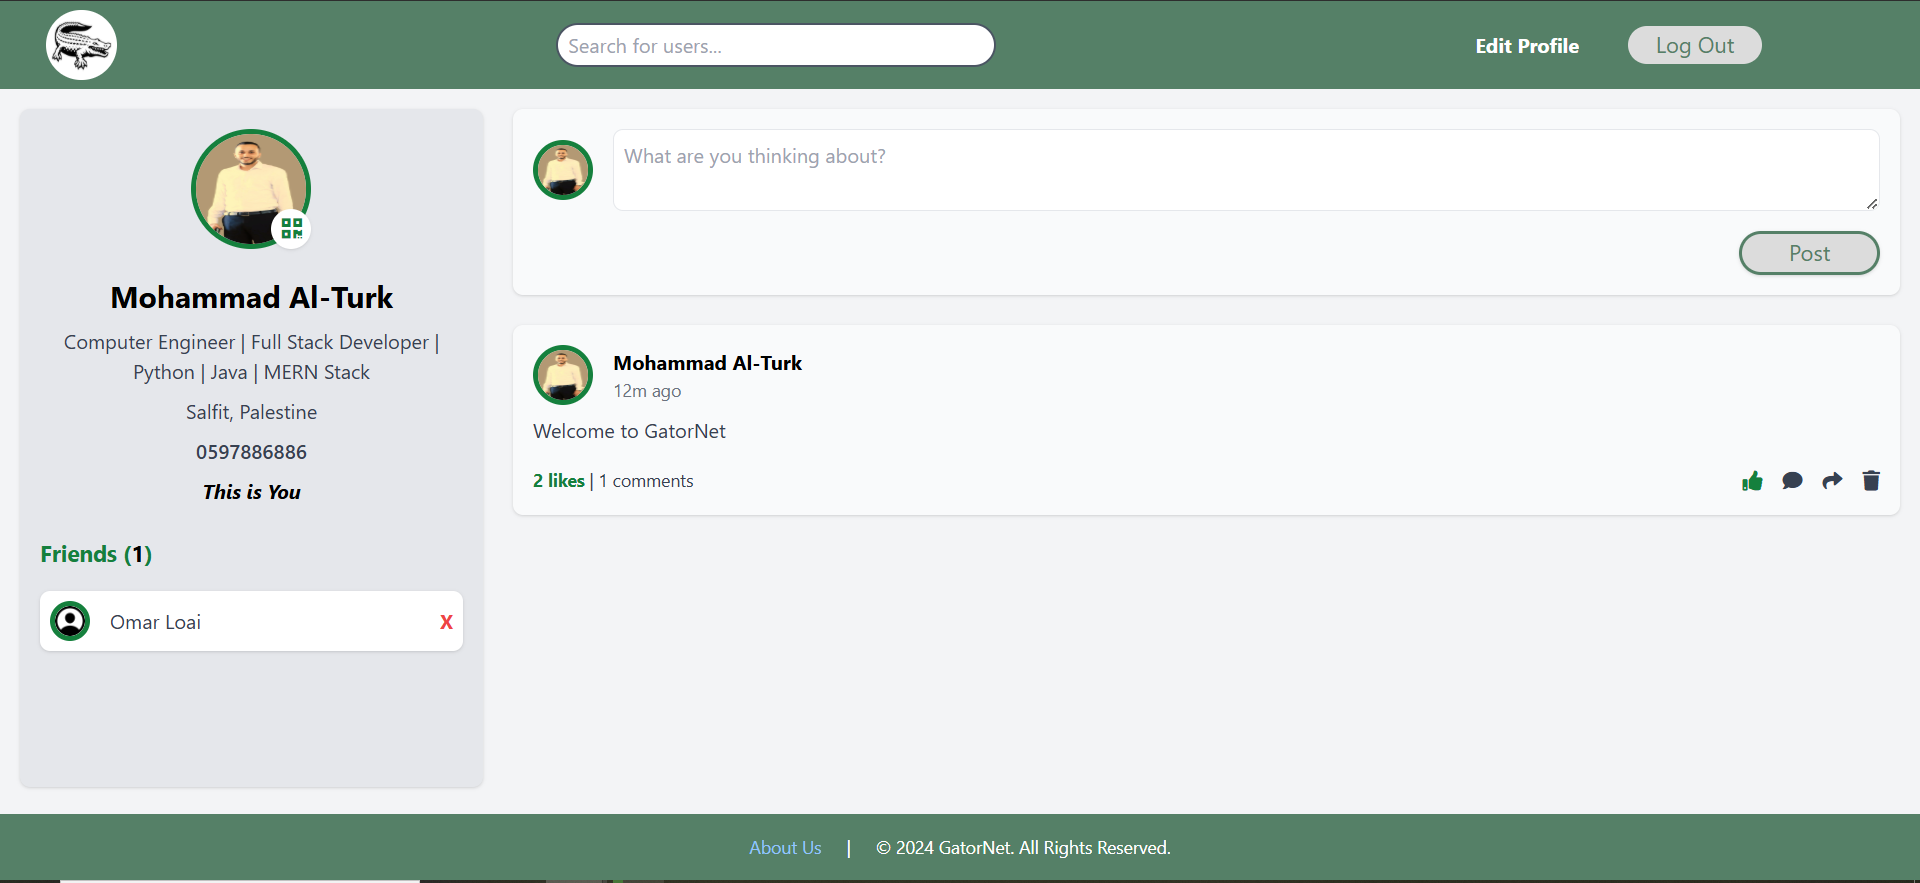 Search for users...
Edit Profile
Log Out
Mohammad Al-Turk
Computer Engineer | Full Stack Developer |
Python | Java | MERN Stack
Salfit, Palestine
0597886886
This is You
Friends (1)
Omar Loai
X
What are you thinking about?
Post
Mohammad Al-Turk
12m ago
Welcome to GatorNet
2 likes | 1 comments
About Us | © 2024 GatorNet. All Rights Reserved.